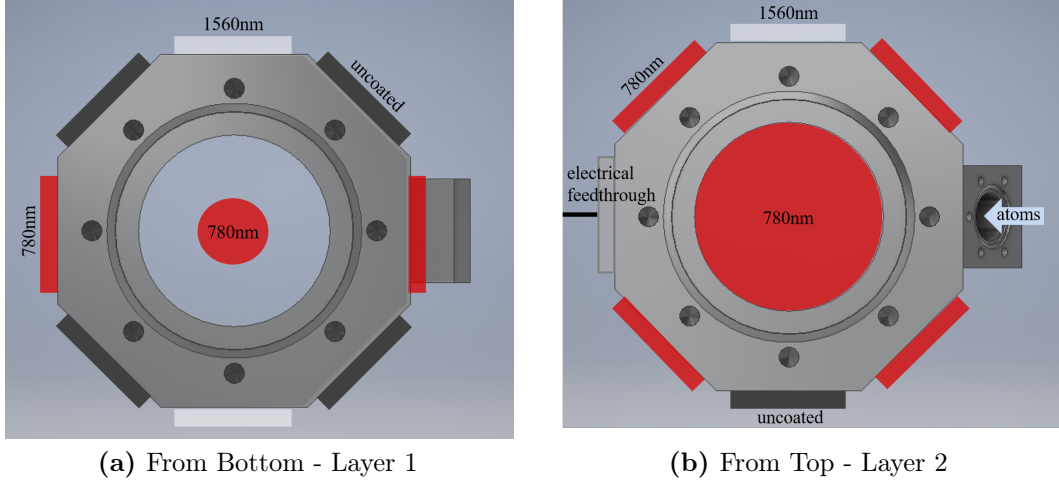 1560nm
uncoated
780nm
780nm
(a) From Bottom - Layer 1
1560nm
780nm
electrical
feedthrough
780nm
atoms
uncoated
(b) From Top - Layer 2